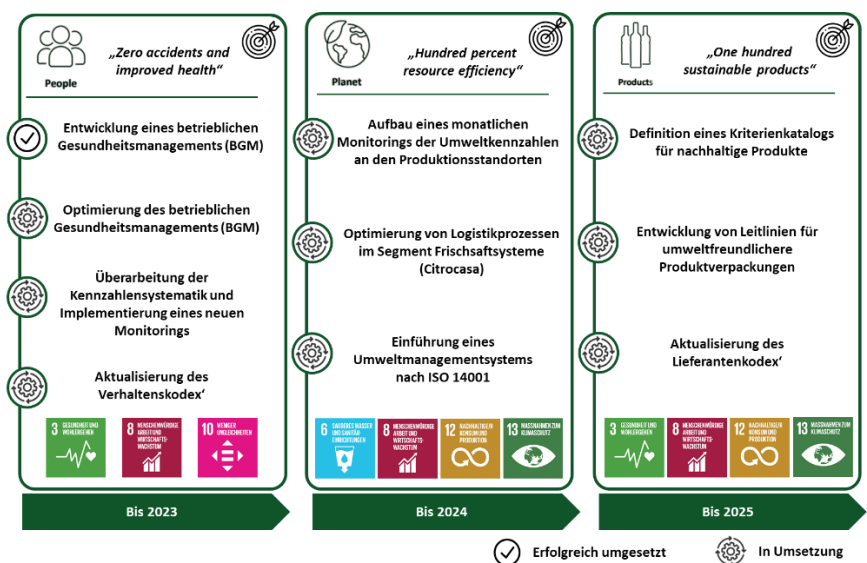 People
„Zero accidents and
improved health“
Entwicklung eines betrieblichen
Gesundheitsmanagements (BGM)
Optimierung des betrieblichen
Gesundheitsmanagements (BGM)
Überarbeitung der
Kennzahlensystematik und
Implementierung eines neuen
Monitorings
Aktualisierung des
Verhaltenskodex‘
3 GESUNDHEIT UND
WOHLERGEHEN
8 MENSCHENWÜRDIGE
ARBEIT UND
WIRTSCHAFTS-
WACHSTUM
10 WENIGER
UNGLEICHHEITEN
Bis 2023
Planet
„Hundred percent
resource efficiency“
Aufbau eines monatlichen
Monitorings der Umweltkennzahlen
an den Produktionsstandorten
Optimierung von Logistikprozessen
im Segment Frischsaftsysteme
(Citrocasa)
Einführung eines
Umweltmanagementsystems
nach ISO 14001
6 SAUBERES WASSER
UND SANITÄR-
EINRICHTUNGEN
8 MENSCHENWÜRDIGE
ARBEIT UND
WIRTSCHAFTS-
WACHSTUM
12 NACHHALTIGE/R
KONSUM UND
PRODUKTION
13 MASSNAHMEN ZUM
KLIMASCHUTZ
Bis 2024
Products
„One hundred
sustainable products“
Definition eines Kriterienkatalogs
für nachhaltige Produkte
Entwicklung von Leitlinien für
umweltfreundlichere
Produktverpackungen
Aktualisierung des
Lieferantenkodex‘
3 GESUNDHEIT UND
WOHLERGEHEN
8 MENSCHENWÜRDIGE
ARBEIT UND
WIRTSCHAFTS-
WACHSTUM
12 NACHHALTIGE/R
KONSUM UND
PRODUKTION
13 MASSNAHMEN ZUM
KLIMASCHUTZ
Bis 2025
Erfolgreich umgesetzt
In Umsetzung